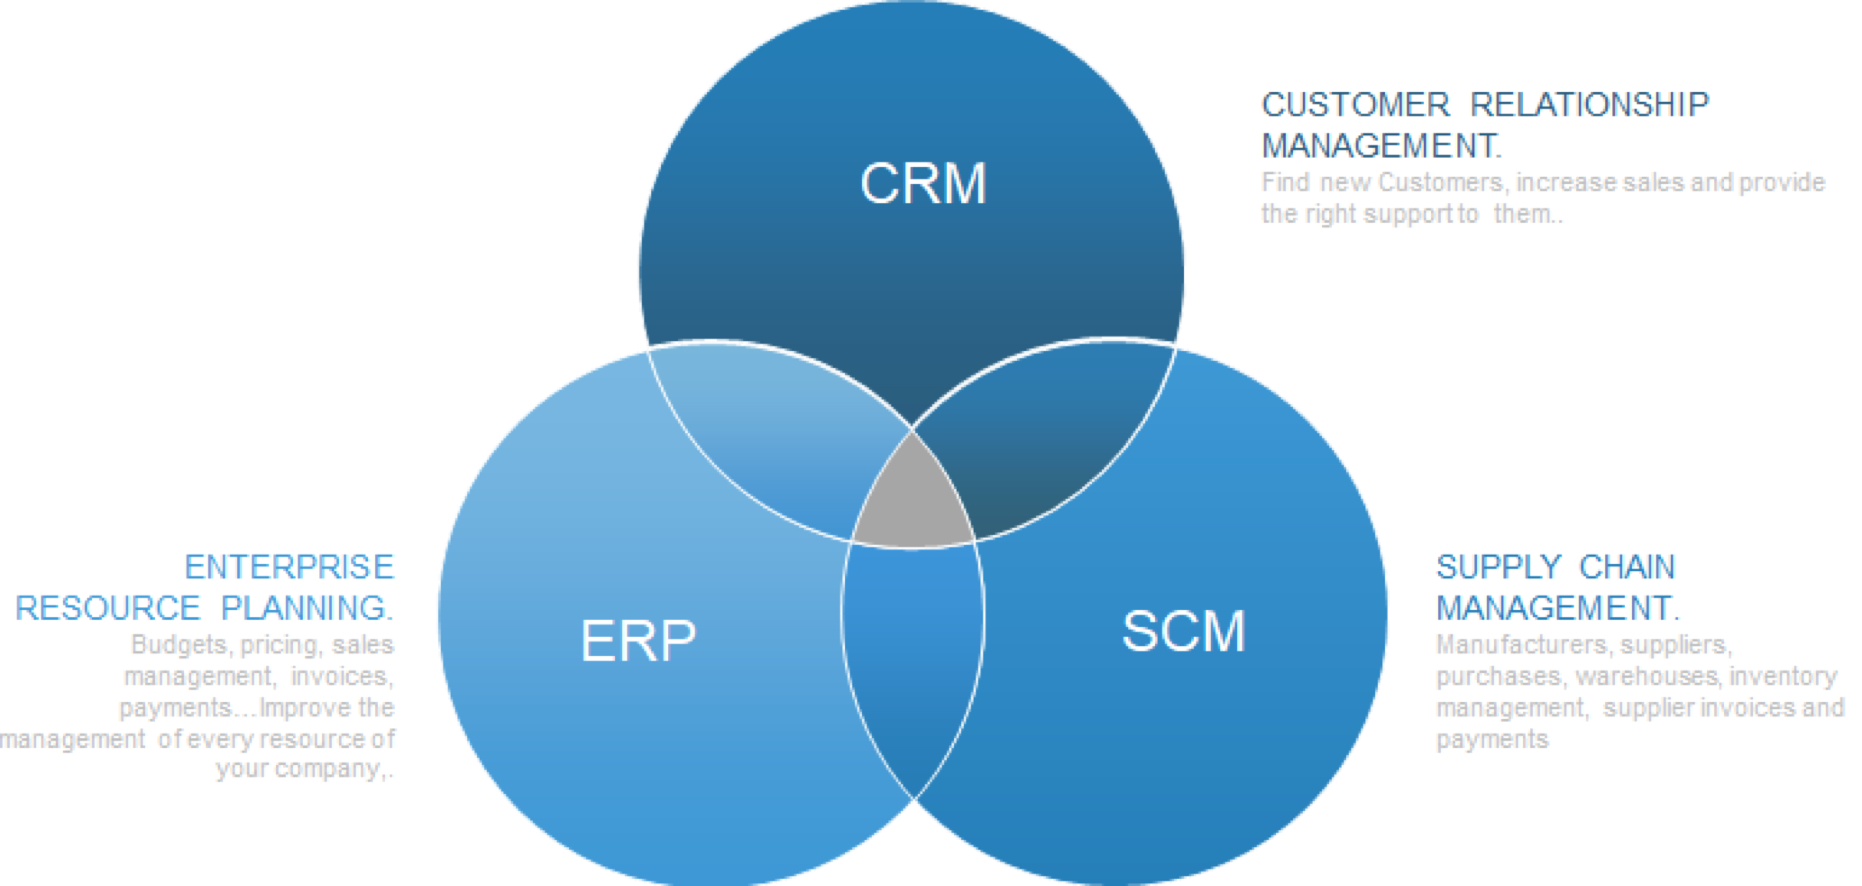 CRM
CUSTOMER RELATIONSHIP
MANAGEMENT.
Find new Customers, increase sales and provide
the right support to them..
ENTERPRISE
RESOURCE PLANNING.
Budgets, pricing, sales
management, invoices,
payments...Improve the
management of every resource of
your company,.
ERP
SCM
SUPPLY CHAIN
MANAGEMENT.
Manufacturers, suppliers,
purchases, warehouses, inventory
management, supplier invoices and
payments